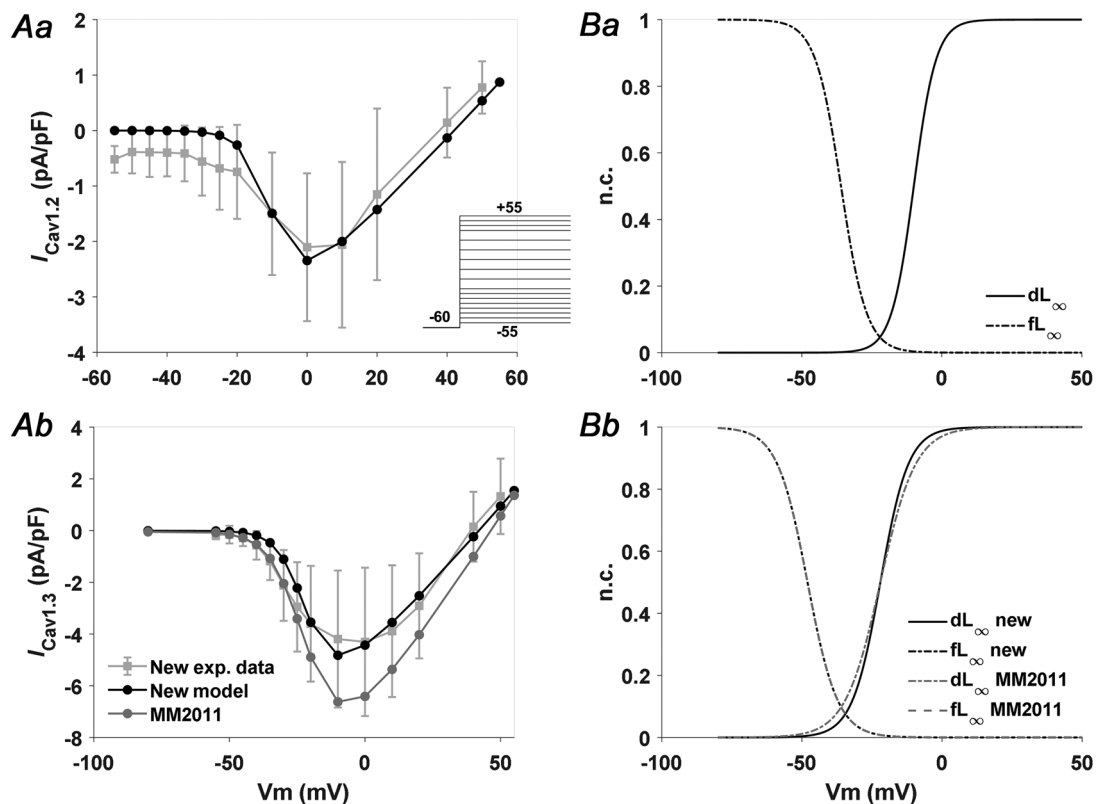 Aa
2
1
0
-1
-2
-3
-4
I Cav1.2 (pA/pF)
-60 -40 -20 0 20 40 60
+55
-60
-55
Ba
1
0.8
0.6
0.4
0.2
0
n.c.
-100 -50 0 50
dL∞
fL∞
Ab
4
2
0
-2
-4
-6
-8
I Cav1.3 (pA/pF)
-100 -50 0 50
Vm (mV)
New exp. data
New model
MM2011
Bb
1
0.8
0.6
0.4
0.2
0
n.c.
-100 -50 0 50
Vm (mV)
dL∞ new
fL∞ new
dL∞ MM2011
fL∞ MM2011